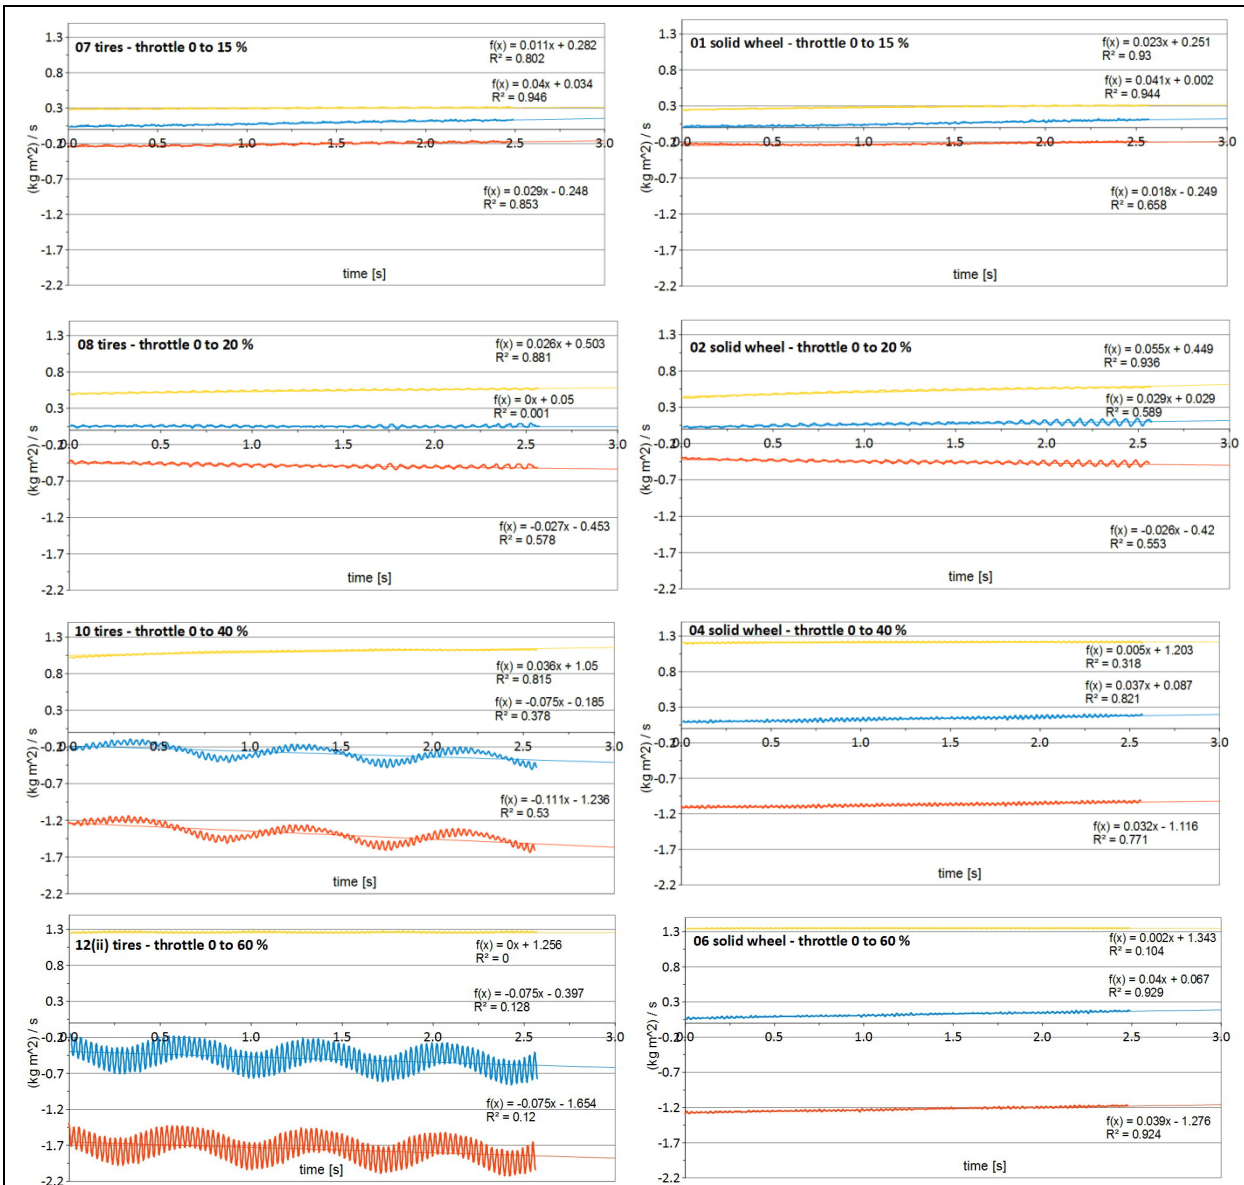 07 tires - throttle 0 to 15 %
f(x) = 0.011x + 0.282
R² = 0.802
f(x) = 0.04x + 0.034
R² = 0.946
f(x) = 0.029x - 0.248
R² = 0.853
1.3
0.8
0.3
-0.2
-0.7
-1.2
-1.7
-2.2
0.0 0.5 1.0 1.5 2.0 2.5 3.0
(kg m^2) / s
time [s]
01 solid wheel - throttle 0 to 15 %
f(x) = 0.023x + 0.251
R² = 0.93
f(x) = 0.041x + 0.002
R² = 0.944
f(x) = 0.018x - 0.249
R² = 0.658
1.3
0.8
0.3
-0.2
-0.7
-1.2
-1.7
-2.2
0.0 0.5 1.0 1.5 2.0 2.5 3.0
(kg m^2) / s
time [s]
08 tires - throttle 0 to 20 %
f(x) = 0.026x + 0.503
R² = 0.881
f(x) = 0x + 0.05
R² = 0.001
f(x) = -0.027x - 0.453
R² = 0.578
1.3
0.8
0.3
-0.2
-0.7
-1.2
-1.7
-2.2
0.0 0.5 1.0 1.5 2.0 2.5 3.0
(kg m^2) / s
time [s]
02 solid wheel - throttle 0 to 20 %
f(x) = 0.055x + 0.449
R² = 0.936
f(x) = 0.029x + 0.029
R² = 0.589
f(x) = -0.026x - 0.42
R² = 0.553
1.3
0.8
0.3
-0.2
-0.7
-1.2
-1.7
-2.2
0.0 0.5 1.0 1.5 2.0 2.5 3.0
(kg m^2) / s
time [s]
10 tires - throttle 0 to 40 %
f(x) = 0.036x + 1.05
R² = 0.815
f(x) = -0.075x - 0.185
R² = 0.378
f(x) = -0.111x - 1.236
R² = 0.53
1.3
0.8
0.3
-0.2
-0.7
-1.2
-1.7
-2.2
0.0 0.5 1.0 1.5 2.0 2.5 3.0
(kg m^2) / s
time [s]
04 solid wheel - throttle 0 to 40 %
f(x) = 0.005x + 1.203
R² = 0.318
f(x) = 0.037x + 0.087
R² = 0.821
f(x) = 0.032x - 1.116
R² = 0.771
1.3
0.8
0.3
-0.2
-0.7
-1.2
-1.7
-2.2
0.0 0.5 1.0 1.5 2.0 2.5 3.0
(kg m^2) / s
time [s]
12(ii) tires - throttle 0 to 60 %
f(x) = 0x + 1.256
R² = 0
f(x) = -0.075x - 0.397
R² = 0.128
f(x) = -0.075x - 1.654
R² = 0.12
1.3
0.8
0.3
-0.2
-0.7
-1.2
-1.7
-2.2
0.0 0.5 1.0 1.5 2.0 2.5 3.0
(kg m^2) / s
time [s]
06 solid wheel - throttle 0 to 60 %
f(x) = 0.002x + 1.343
R² = 0.104
f(x) = 0.04x + 0.067
R² = 0.929
f(x) = 0.039x - 1.276
R² = 0.924
1.3
0.8
0.3
-0.2
-0.7
-1.2
-1.7
-2.2
0.0 0.5 1.0 1.5 2.0 2.5 3.0
(kg m^2) / s
time [s]